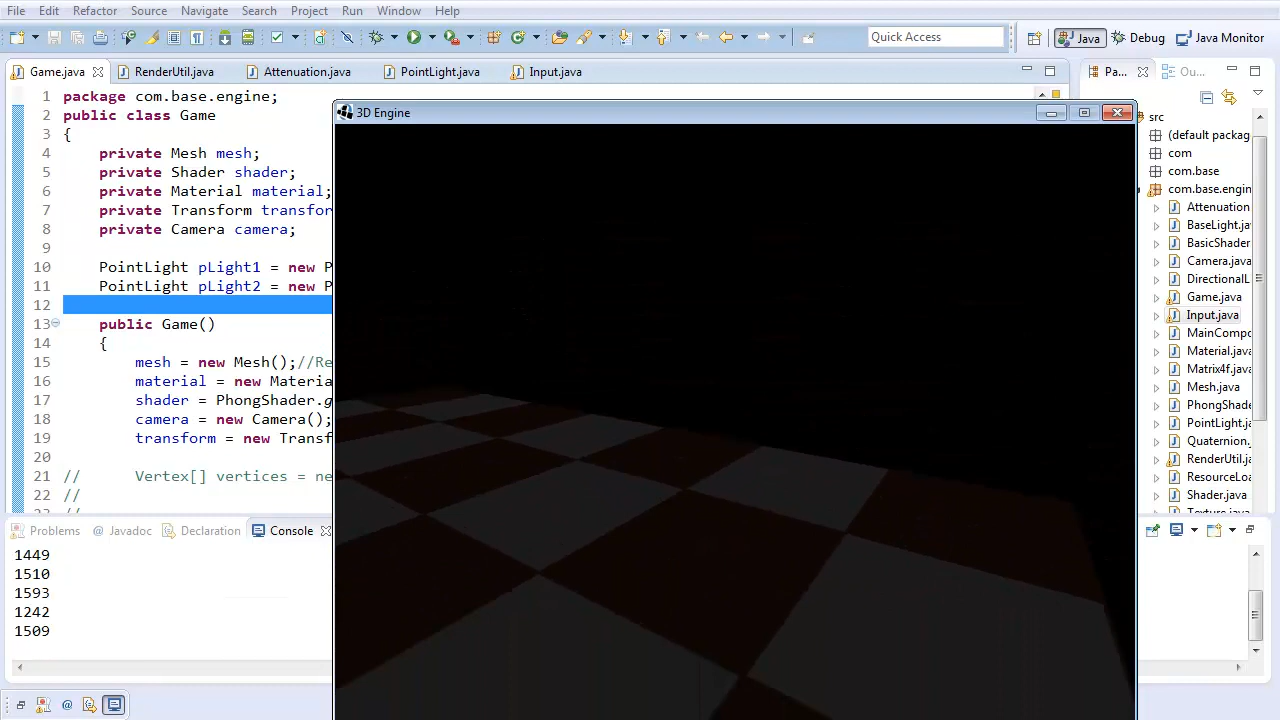 File Edit Refactor Source Navigate Search Project Run Window Help
Quick Access
Java Debug Java Monitor
Game.java RenderUtil.java Attenuation.java PointLight.java Input.java
1 package com.base.engine;
2 public class Game
3 {
4 private Mesh mesh;
5 private Shader shader;
6 private Material material;
7 private Transform transfor
8 private Camera camera;
9
10 PointLight pLight1 = new P
11 PointLight pLight2 = new P
12
13 public Game()
14 {
15 mesh = new Mesh();//Re
16 material = new Materia
17 shader = PhongShader.g
18 camera = new Camera();
19 transform = new Transf
20
21 // Vertex[] vertices = ne
22 //
3D Engine
Pa... Ou...
src
(default packag
com
com.base
com.base.engin
Attenuation
BaseLight.jav
BasicShader
Camera.java
DirectionalL
Game.java
Input.java
MainCompo
Material.java
Matrix4f.java
Mesh.java
PhongShade
PointLight.ja
Quaternion.
RenderUtil.ja
ResourceLoa
Shader.java
Problems Javadoc Declaration Console
1449
1510
1593
1242
1509